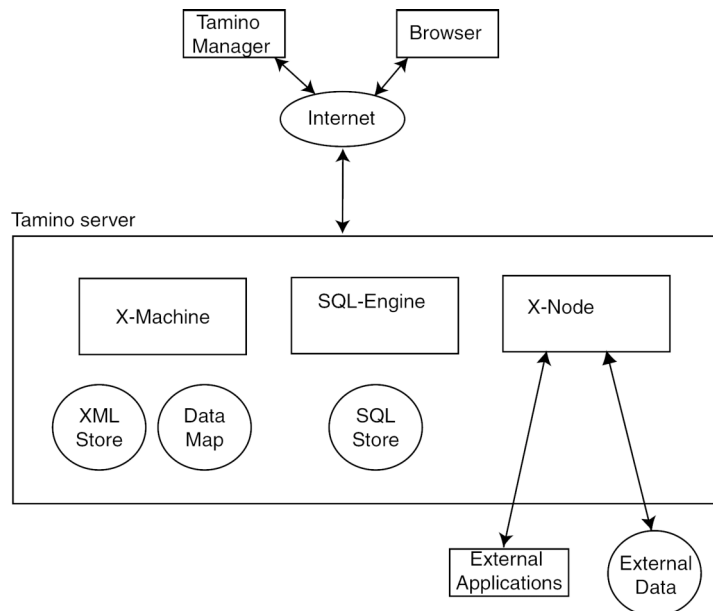 Tamino
Manager
Browser
Internet
Tamino server
X-Machine
SQL-Engine
X-Node
XML
Store
Data
Map
SQL
Store
External
Applications
External
Data